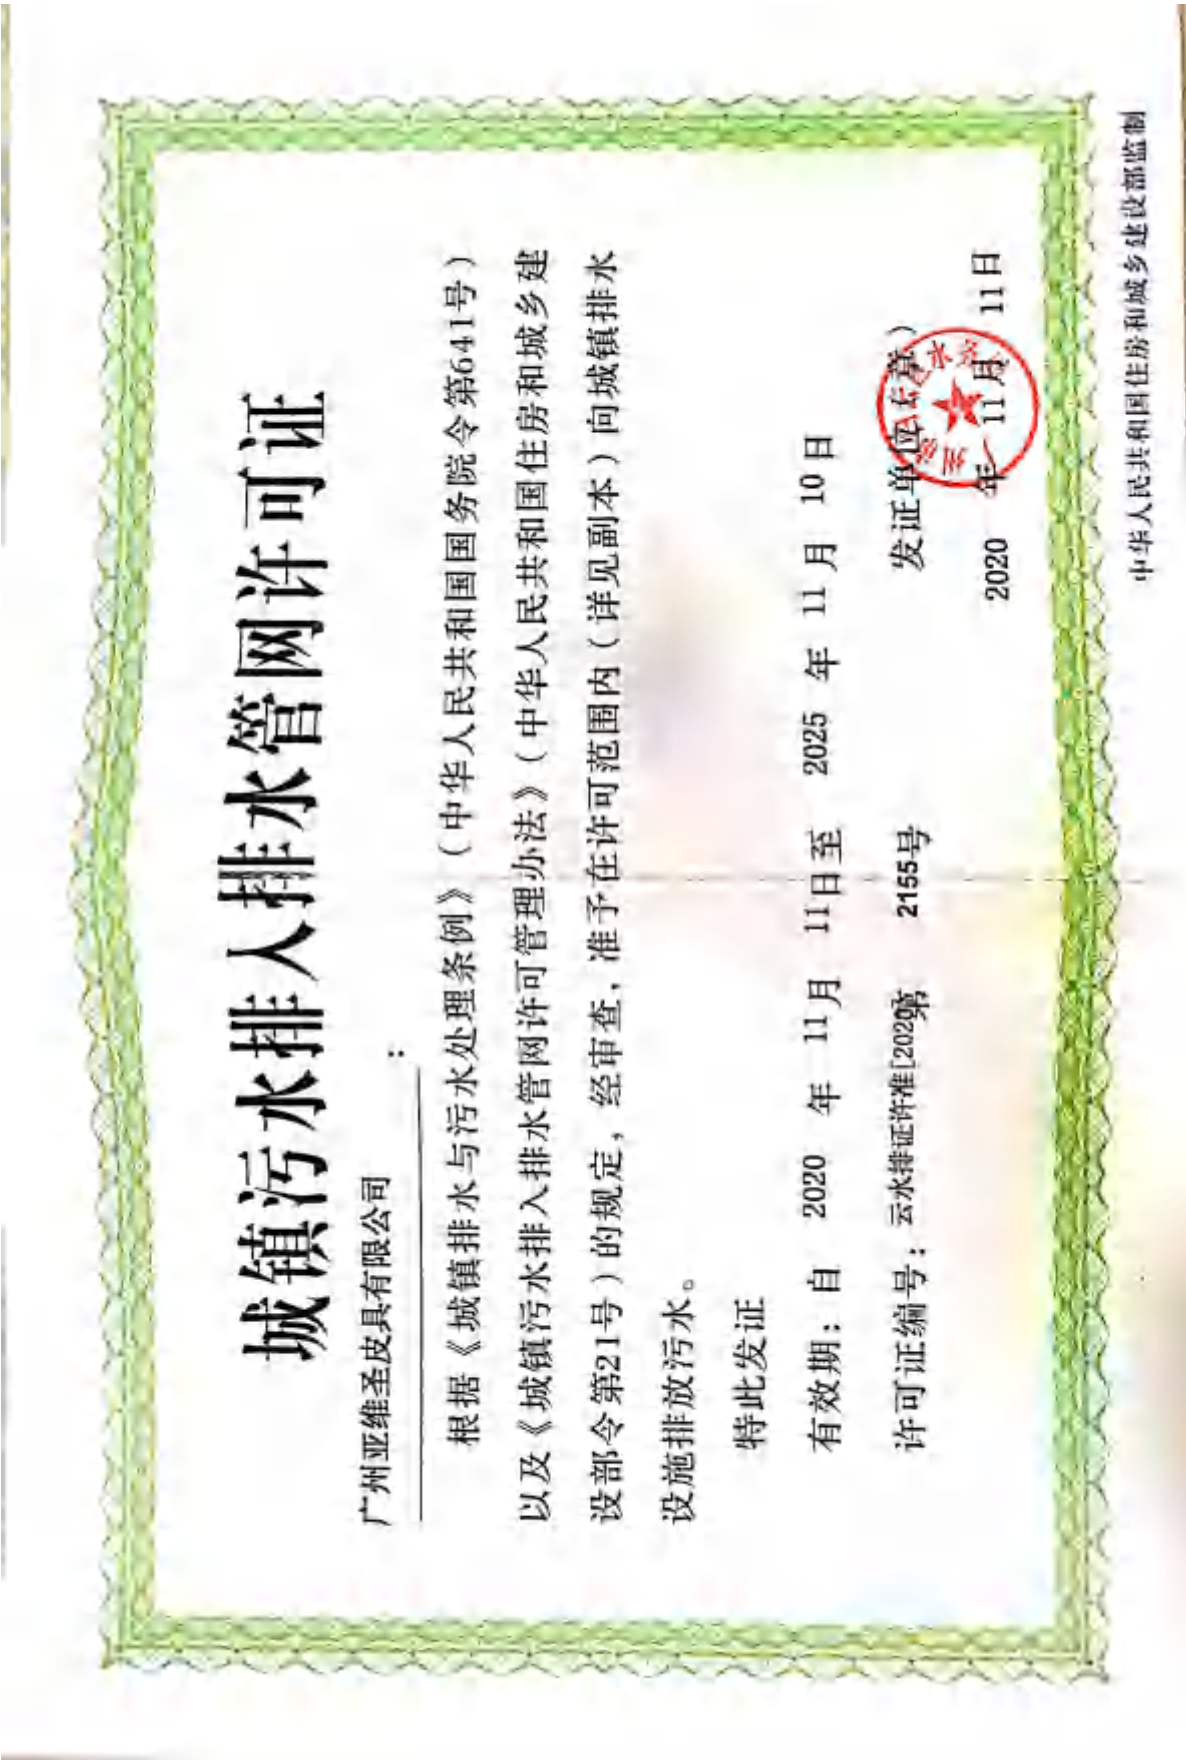 城镇污水排入排水管网许可证
广州亚维圣皮具有限公司:
根据《城镇排水与污水处理条例》(中华人民共和国国务院令第641号)
以及《城镇污水排入排水管网许可管理办法》(中华人民共和国住房和城乡建
设部令第21号)的规定,经审查,准予在许可范围内(详见副本)向城镇排水
设施排放污水。
特此发证
有效期:自 2020 年 11月 11日至 2025 年 11 月 10日
许可证编号:云水排证许准[2020]第 2155号
发证单位(章)
2020 年 11月 11日
中华人民共和国住房和城乡建设部监制